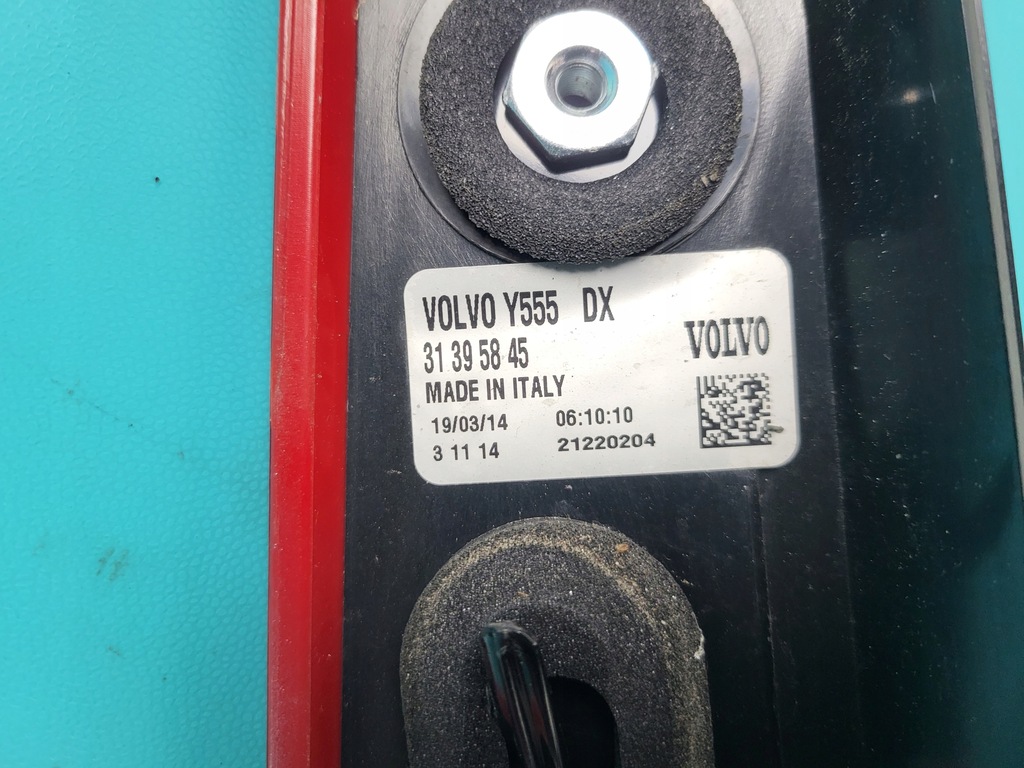 VOLVO Y555 DX
31 39 58 45
VOLVO
MADE IN ITALY
19/03/14 06:10:10
3 11 14 21220204